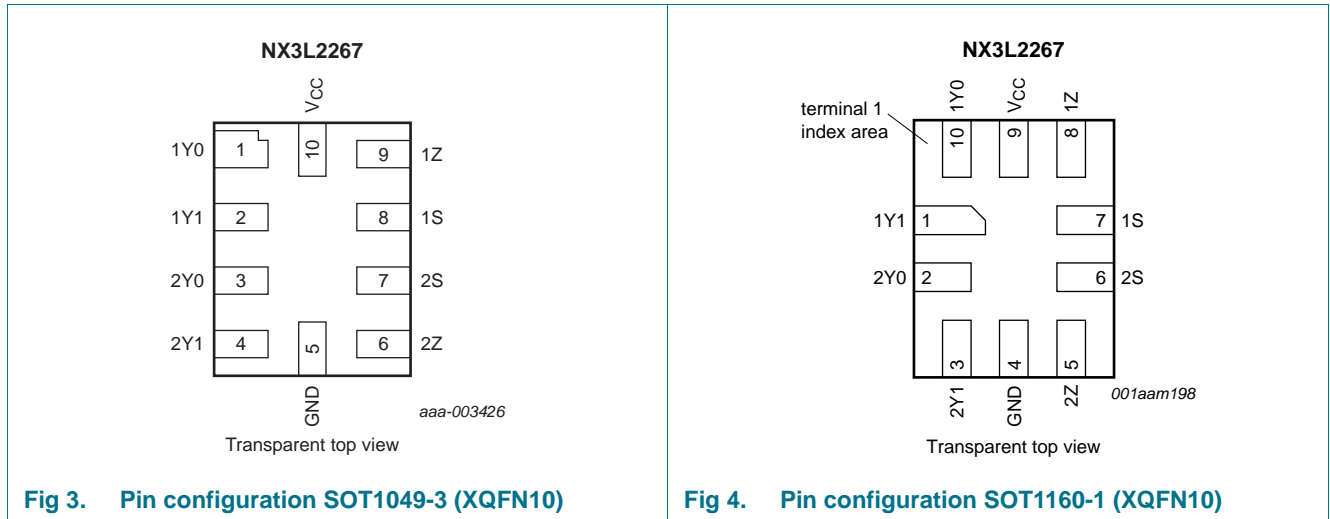 NX3L2267
VCC
1Y0 1 10 9 1Z
1Y1 2 8 1S
2Y0 3 7 2S
2Y1 4 5 6 2Z
GND
aaa-003426
Transparent top view
Fig 3. Pin configuration SOT1049-3 (XQFN10)
NX3L2267
terminal 1
index area
1Y0 VCC 1Z
10 9 8
1Y1 1 7 1S
2Y0 2 6 2S
3 4 5
2Y1 GND 2Z
001aam198
Transparent top view
Fig 4. Pin configuration SOT1160-1 (XQFN10)